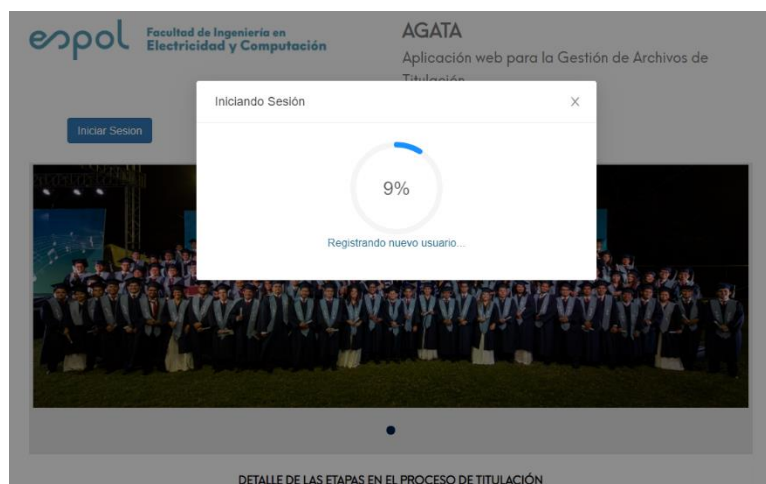 espol
Facultad de Ingeniería en
Electricidad y Computación
AGATA
Aplicación web para la Gestión de Archivos de
Titulación
Iniciando Sesión
Iniciar Sesion
9%
Registrando nuevo usuario...
DETALLE DE LAS ETAPAS EN EL PROCESO DE TITULACIÓN